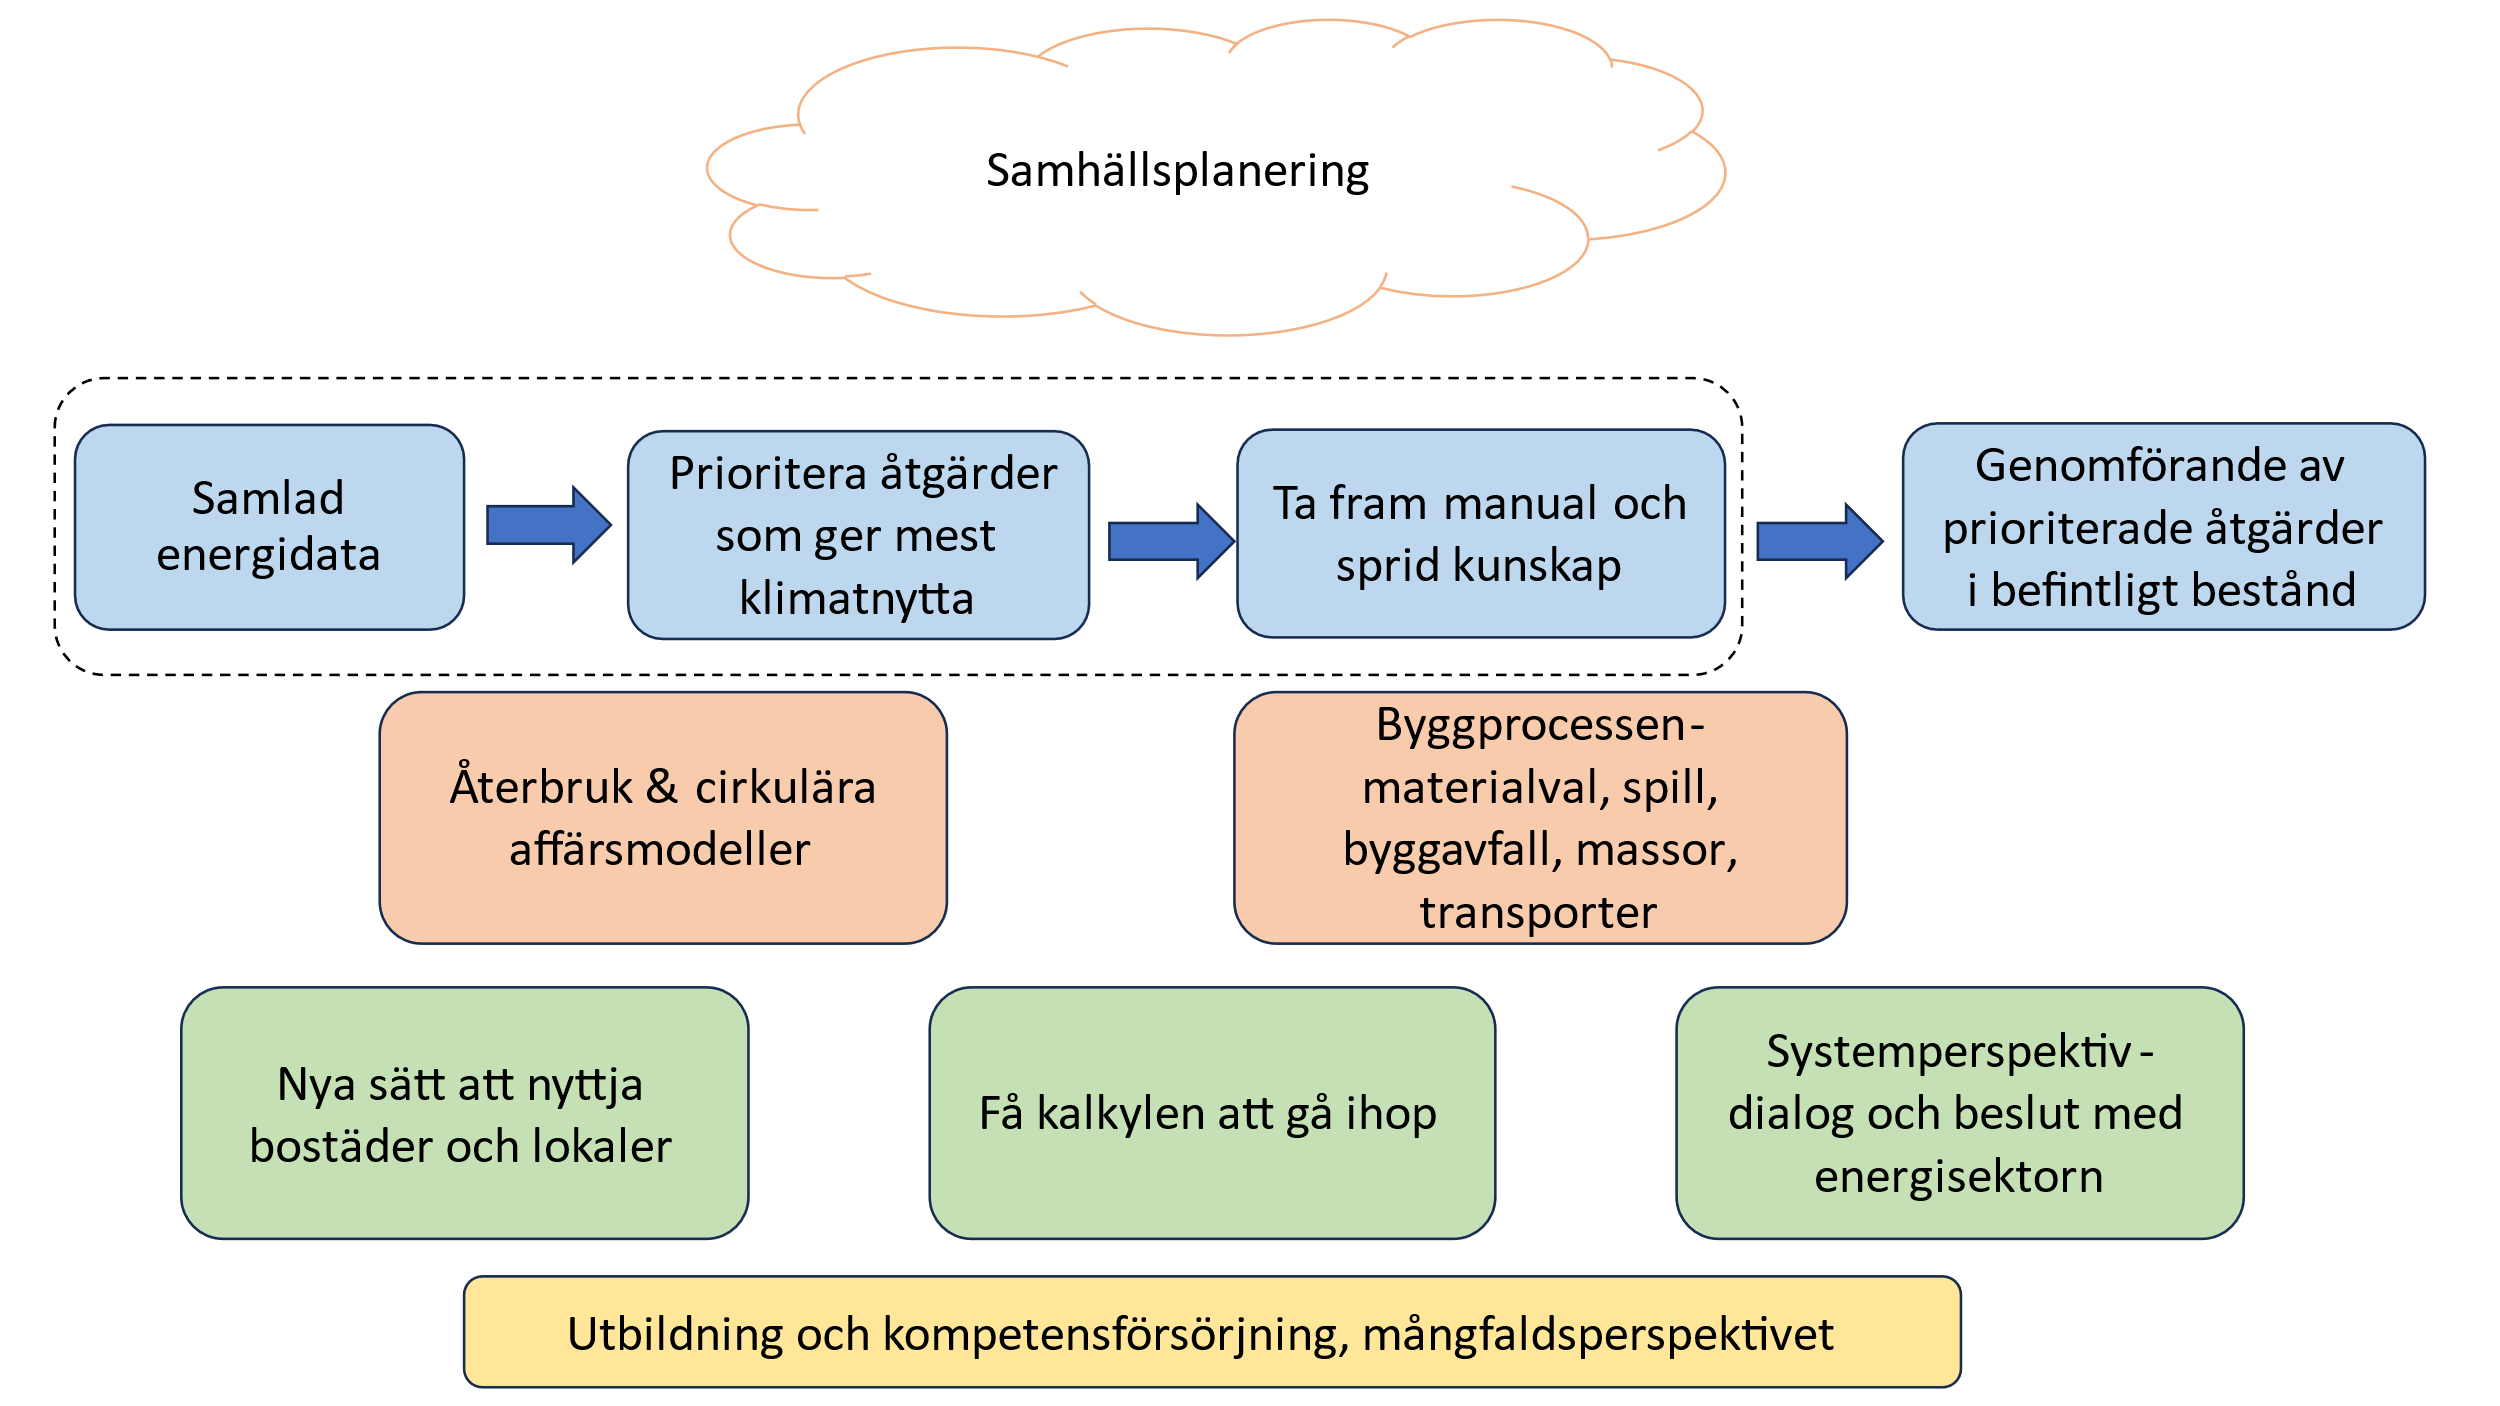 Samhällsplanering
Samlad
energidata
Prioritera åtgärder
som ger mest
klimatnytta
Ta fram manual och
sprid kunskap
Genomförande av
prioriterade åtgärder
i befintligt bestånd
Återbruk & cirkulära
affärsmodeller
Byggprocessen-
materialval, spill,
byggavfall, massor,
transporter
Nya sätt att nyttja
bostäder och lokaler
Få kalkylen att gå ihop
Systemperspektiv-
dialog och beslut med
energisektorn
Utbildning och kompetensförsörjning, mångfaldsperspektivet